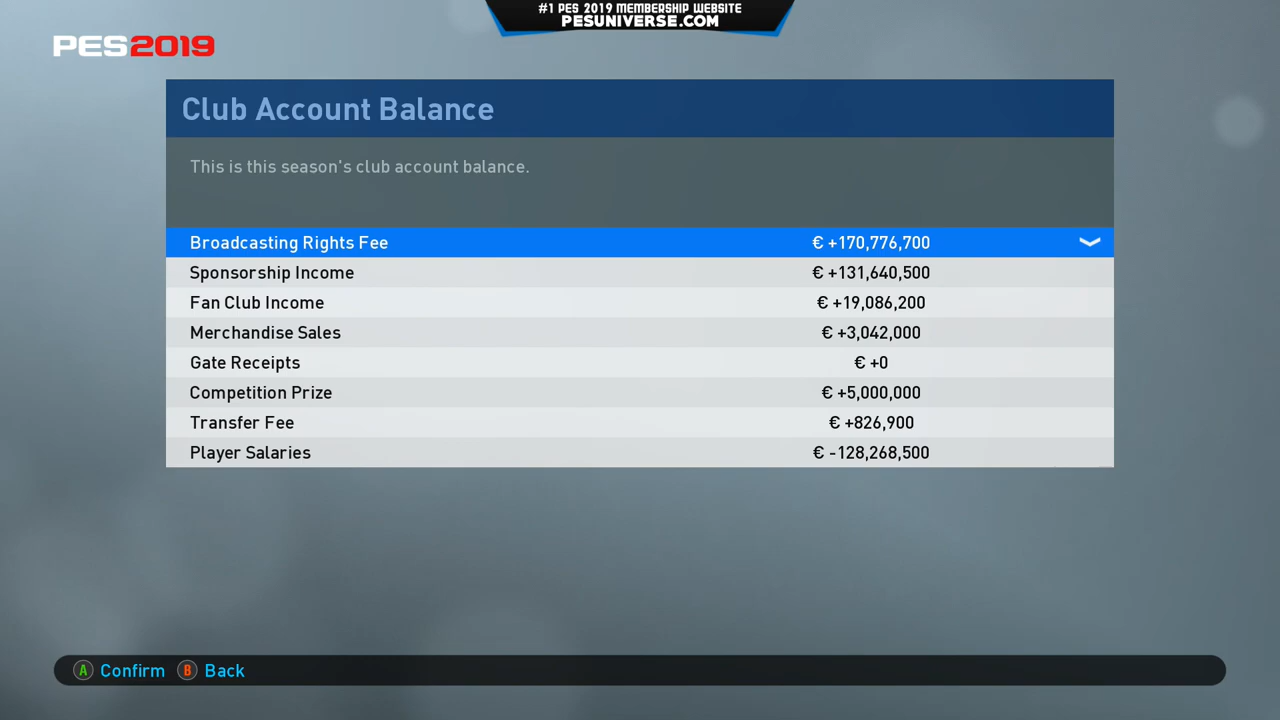 #1 PES 2019 MEMBERSHIP WEBSITE
PESUNIVERSE.COM
PES2019
Club Account Balance
This is this season's club account balance.
Broadcasting Rights Fee € +170,776,700
Sponsorship Income € +131,640,500
Fan Club Income € +19,086,200
Merchandise Sales € +3,042,000
Gate Receipts € +0
Competition Prize € +5,000,000
Transfer Fee € +826,900
Player Salaries € -128,268,500
A Confirm B Back